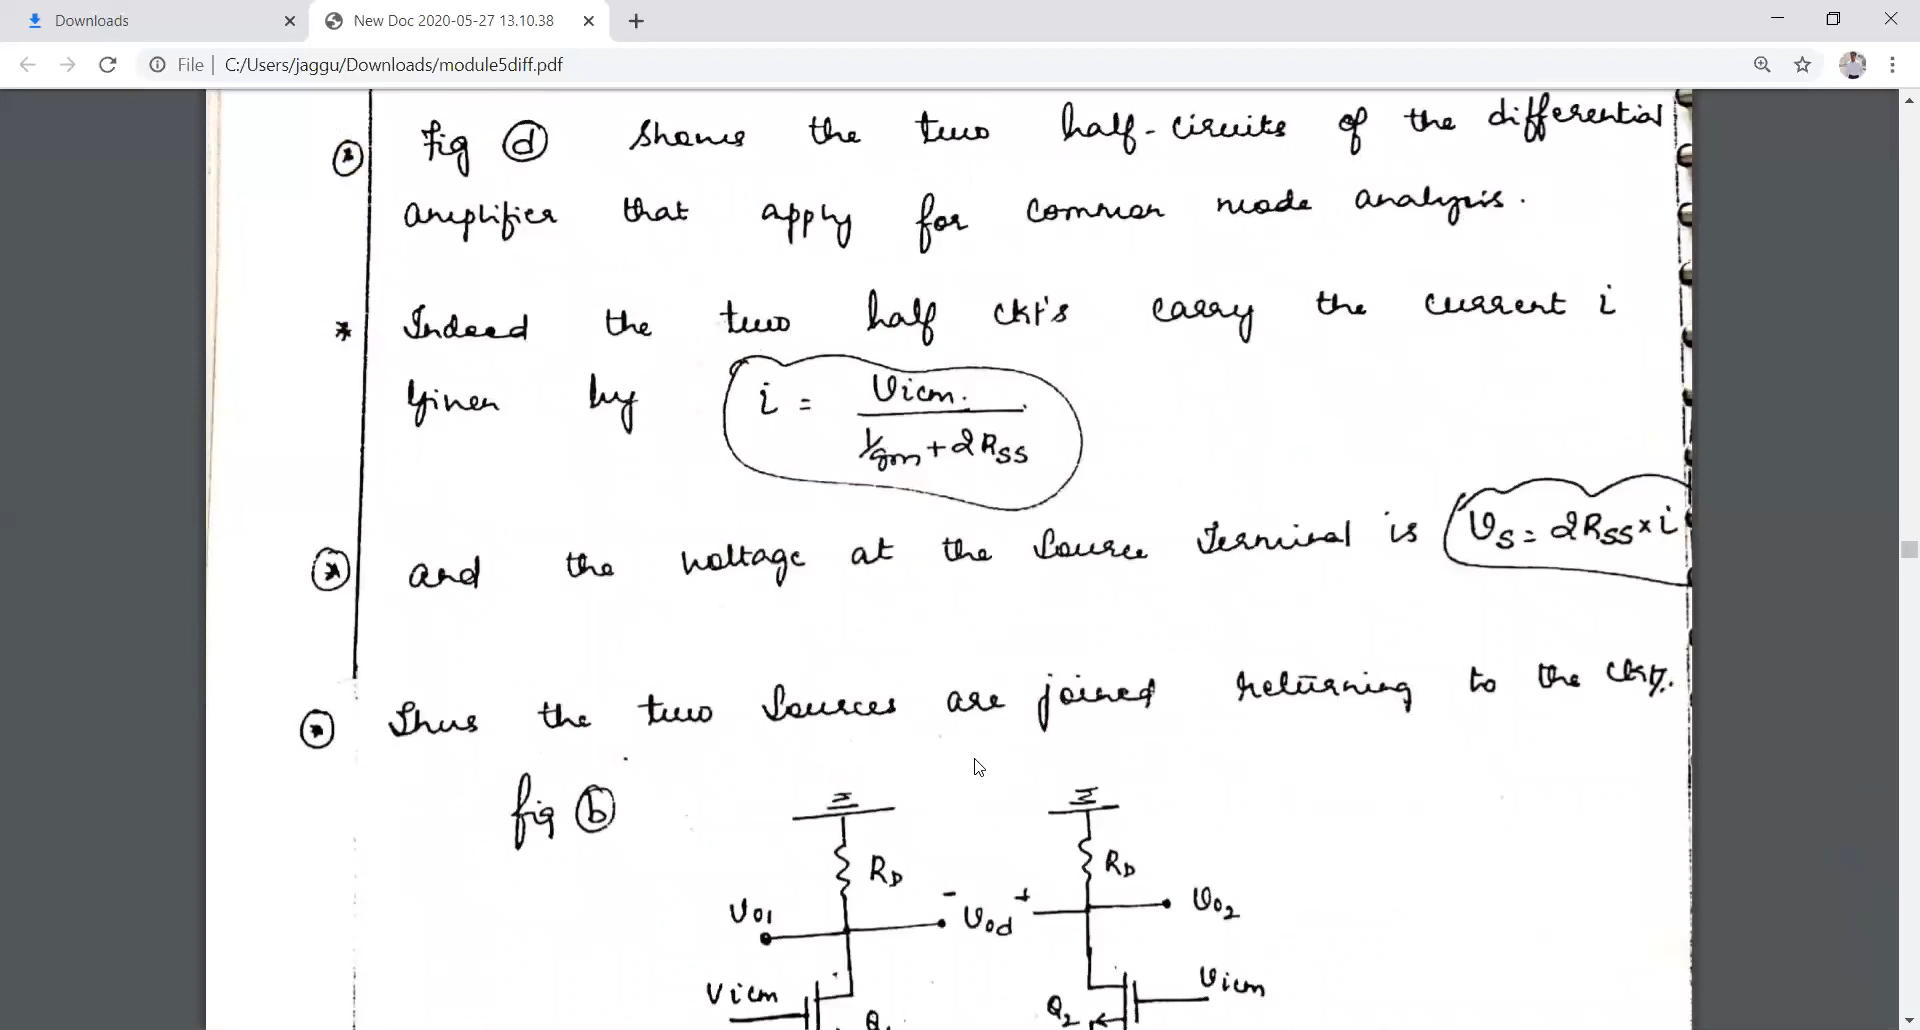 Downloads
New Doc 2020-05-27 13.10.38
File | C:/Users/jaggu/Downloads/module5diff.pdf
Fig d shows the two half-circuits of the differential
amplifier that apply for common mode analysis.
* Indeed the two half ckt's carry the current i
given by i = Vicm.
1/gm + 2Rss
* and the voltage at the source terminal is Vs = 2Rss × i
* Thus the two sources are joined returning to the ckt.
fig b
RD RD
Vo1 - Vod + Vo2
Vicm Vicm
Q1 Q2